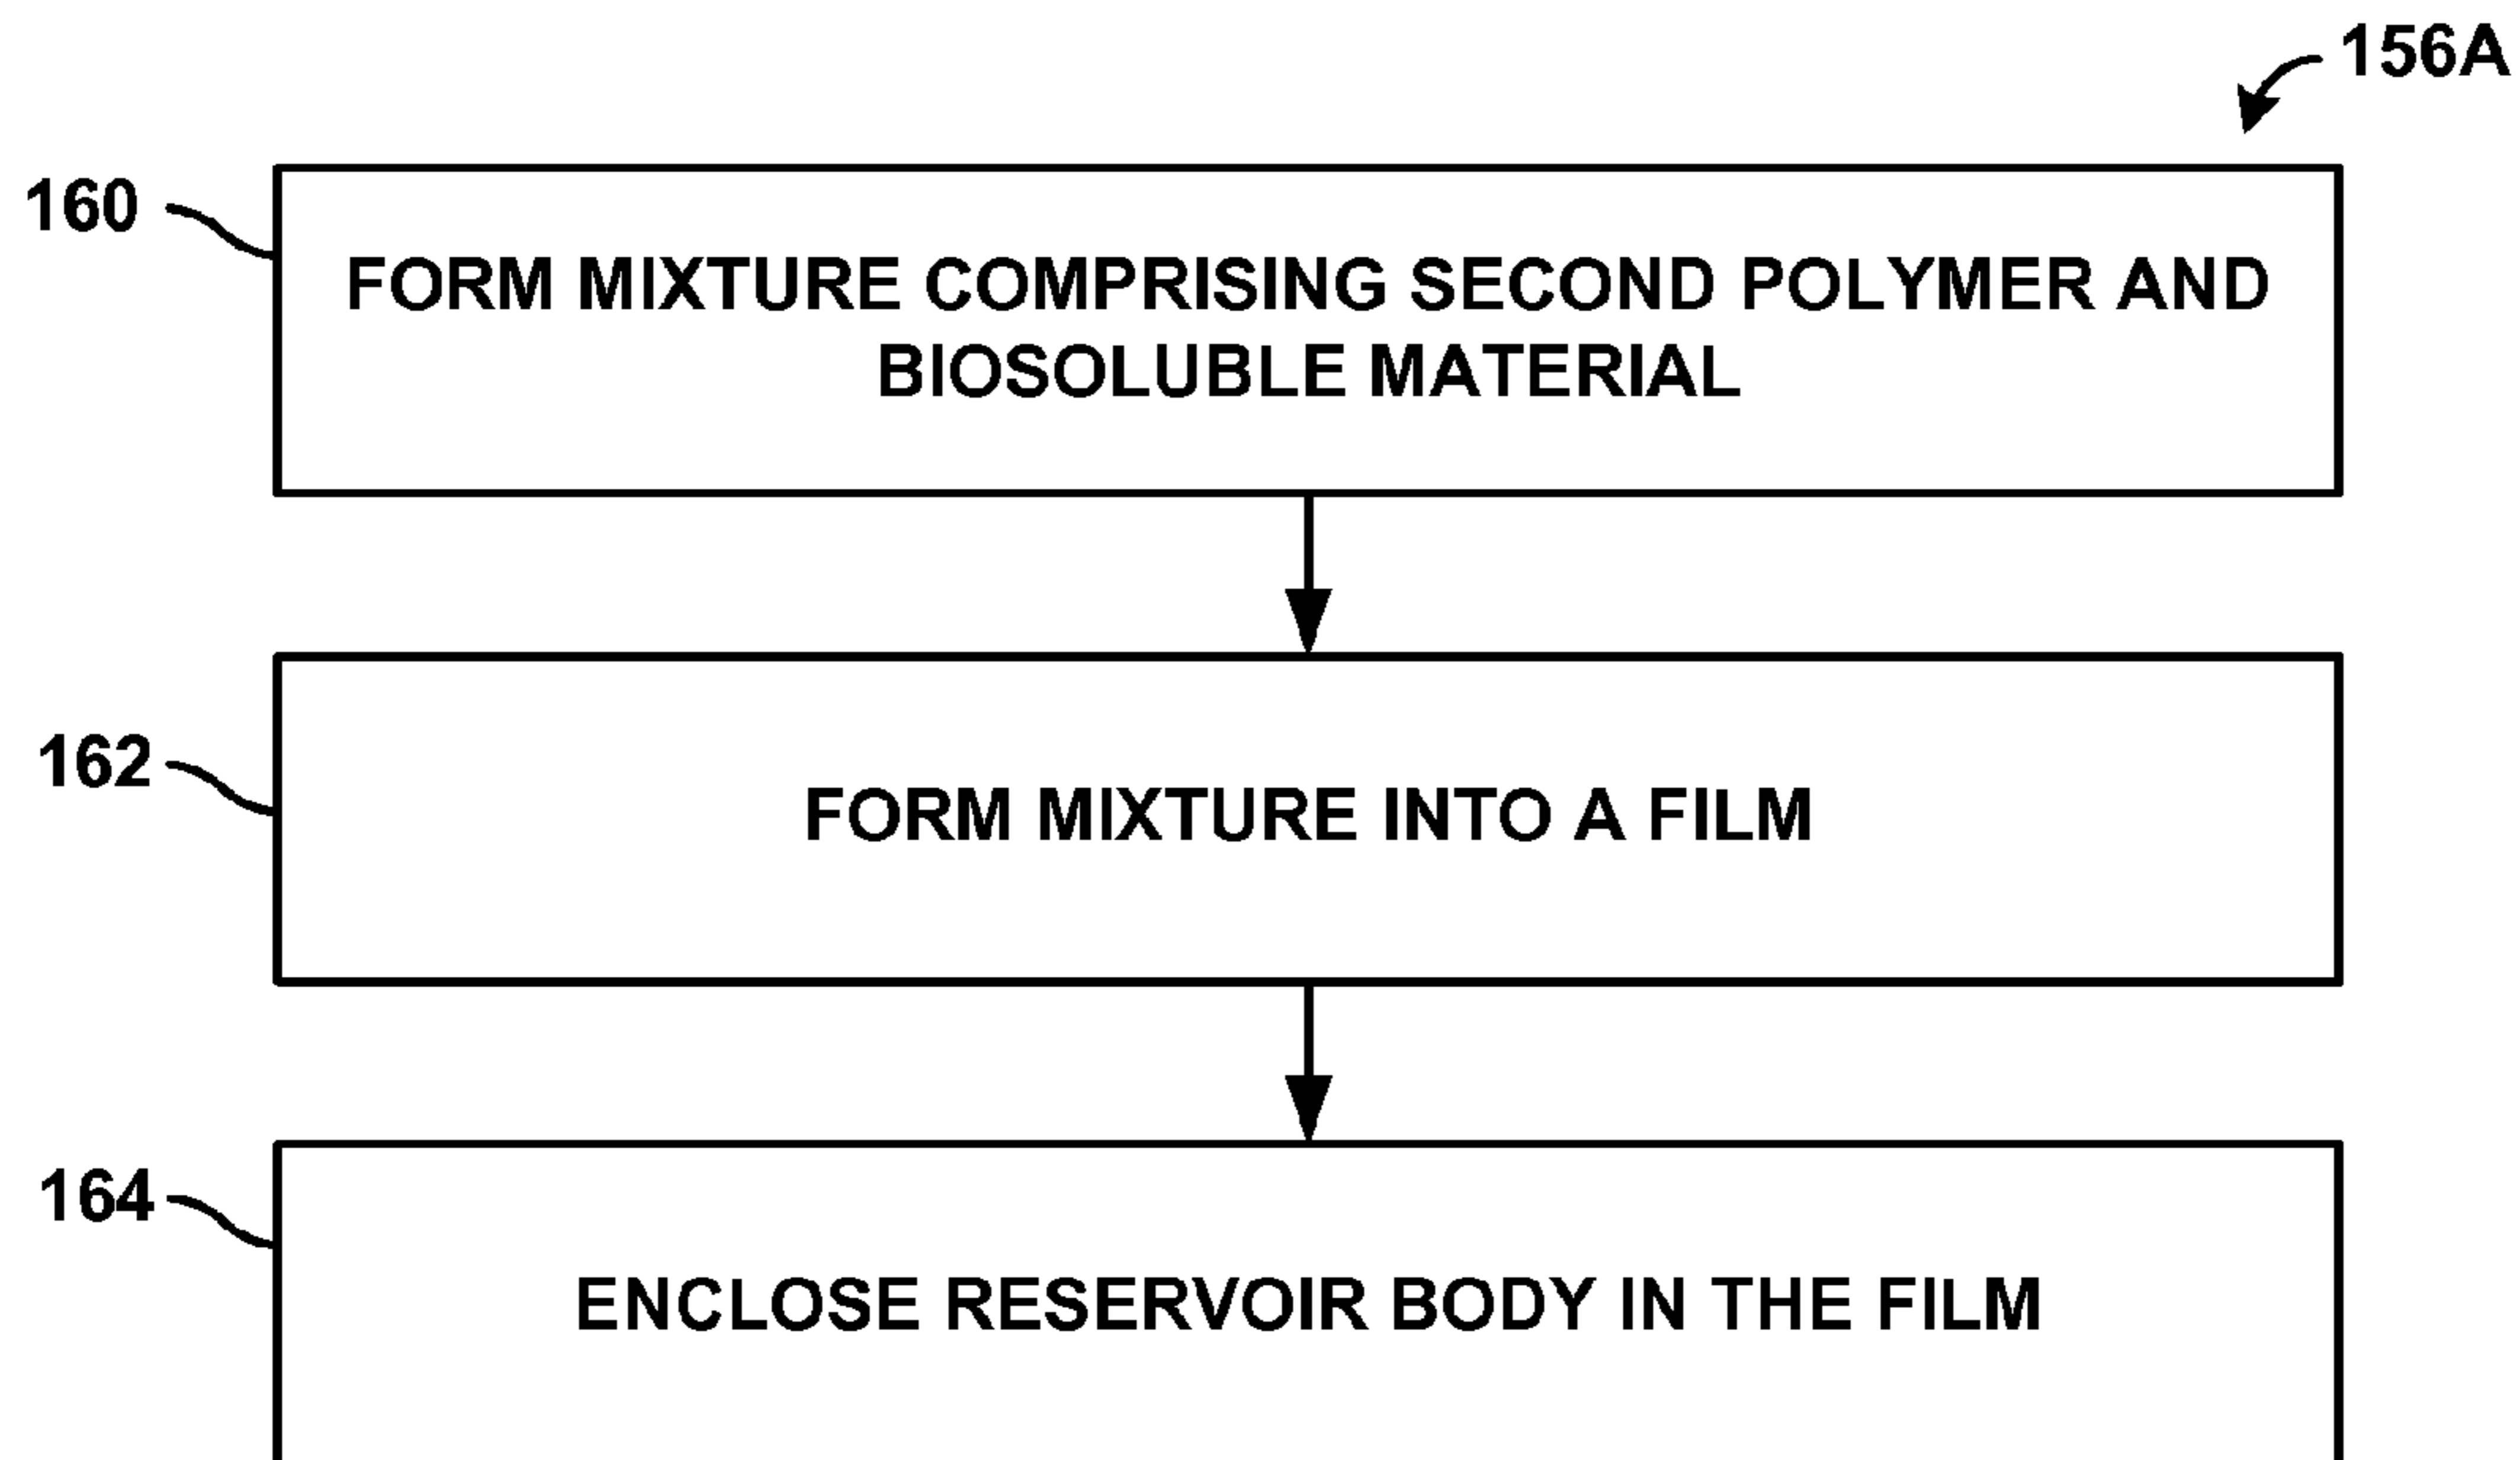 156A
160
FORM MIXTURE COMPRISING SECOND POLYMER AND
BIOSOLUBLE MATERIAL
162
FORM MIXTURE INTO A FILM
164
ENCLOSE RESERVOIR BODY IN THE FILM